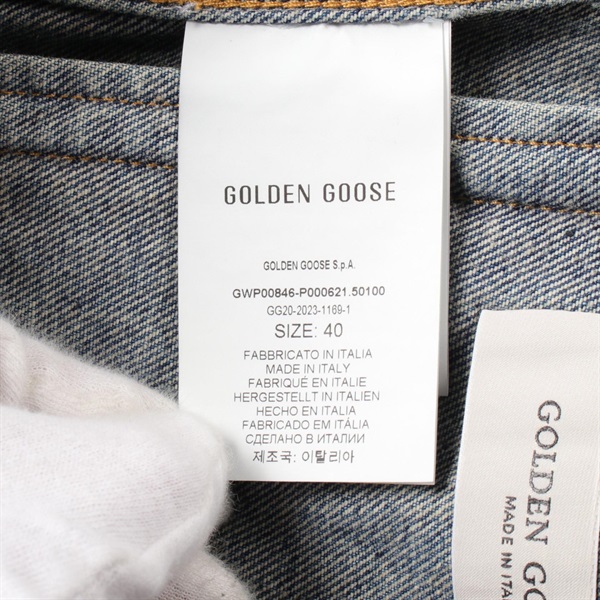 GOLDEN GOOSE
GOLDEN GOOSE S.p.A.
GWP00846-P000621.50100
GG20-2023-1169-1
SIZE: 40
FABBRICATO IN ITALIA
MADE IN ITALY
FABRIQUÉ EN ITALIE
HERGESTELLT IN ITALIEN
HECHO EN ITALIA
FABRICADO EM ITÁLIA
СДЕЛАНО В ИТАЛИИ
제조국: 이탈리아
GOLDEN GO
MADE IN ITA